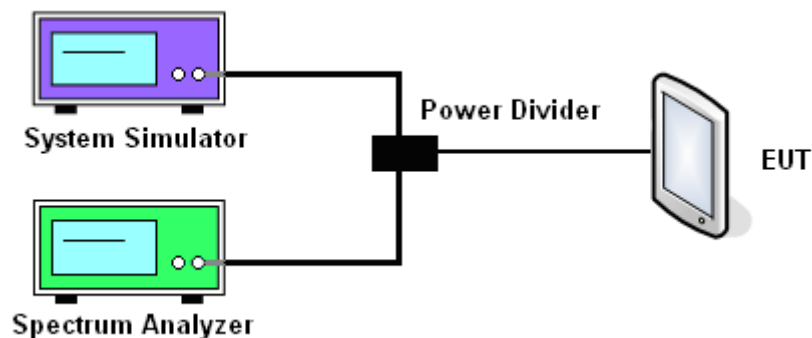 System Simulator
Power Divider
EUT
Spectrum Analyzer